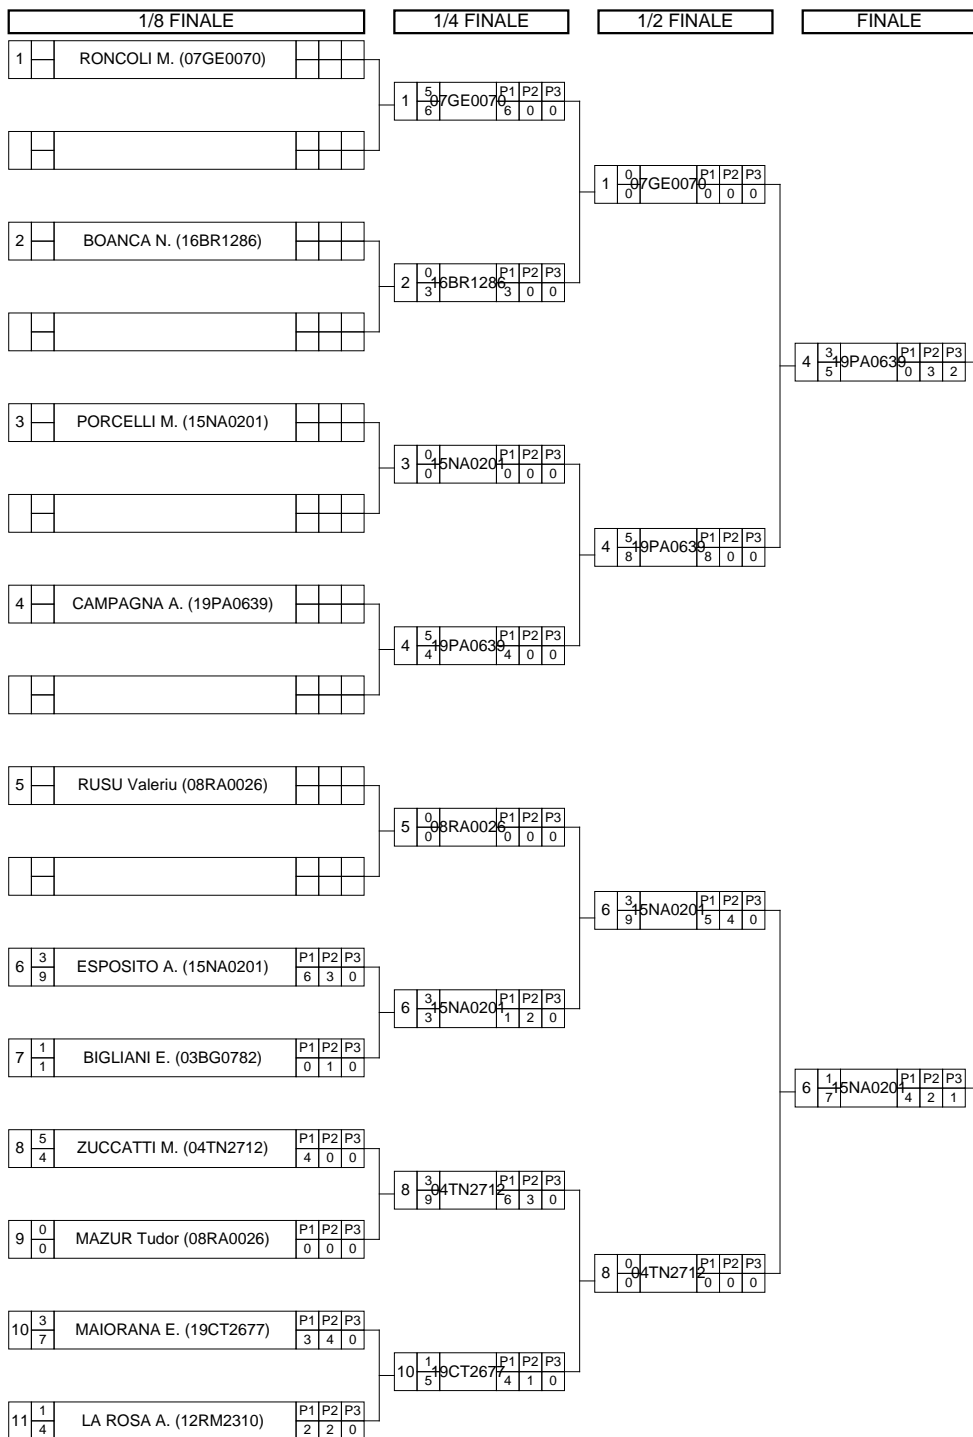 1/8 FINALE 1/4 FINALE 1/2 FINALE FINALE
1 RONCOLI M. (07GE0070)
1 5 6 07GE0070 P1 P2 P3 6 0 0
1 0 0 07GE0070 P1 P2 P3 0 0 0
2 BOANCA N. (16BR1286)
2 0 3 16BR1286 P1 P2 P3 3 0 0
4 3 5 19PA0639 P1 P2 P3 0 3 2
3 PORCELLI M. (15NA0201)
3 0 0 15NA0201 P1 P2 P3 0 0 0
4 5 8 19PA0639 P1 P2 P3 8 0 0
4 CAMPAGNA A. (19PA0639)
4 5 4 19PA0639 P1 P2 P3 4 0 0
5 RUSU Valeriu (08RA0026)
5 0 0 08RA0026 P1 P2 P3 0 0 0
6 3 9 15NA0201 P1 P2 P3 5 4 0
6 3 9 ESPOSITO A. (15NA0201) P1 P2 P3 6 3 0
6 3 3 15NA0201 P1 P2 P3 1 2 0
7 1 1 BIGLIANI E. (03BG0782) P1 P2 P3 0 1 0
6 1 7 15NA0201 P1 P2 P3 4 2 1
8 5 4 ZUCCATTI M. (04TN2712) P1 P2 P3 4 0 0
8 3 9 04TN2712 P1 P2 P3 6 3 0
9 0 0 MAZUR Tudor (08RA0026) P1 P2 P3 0 0 0
8 0 0 04TN2712 P1 P2 P3 0 0 0
10 3 7 MAIORANA E. (19CT2677) P1 P2 P3 3 4 0
10 1 5 19CT2677 P1 P2 P3 4 1 0
11 1 4 LA ROSA A. (12RM2310) P1 P2 P3 2 2 0